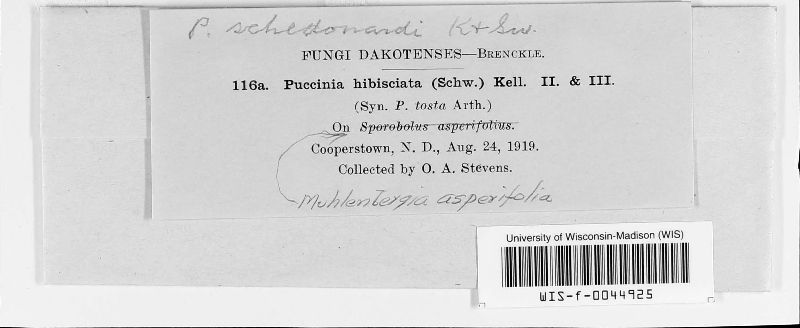 P. schedonardi K + Sw.
FUNGI DAKOTENSES—BRENCKLE.
116a. Puccinia hibisciata (Schw.) Kell. II. & III.
(Syn. P. tosta Arth.)
On Sporobolus asperifolius.
Cooperstown, N. D., Aug. 24, 1919.
Collected by O. A. Stevens.
Muhlenbergia asperifolia
University of Wisconsin-Madison (WIS)
WIS-f-0044925